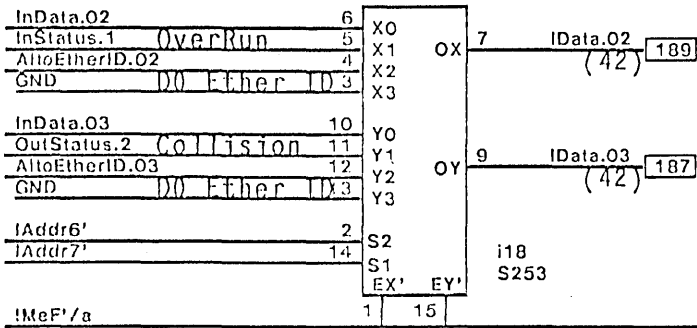 InData.02 6 X0
InStatus.1 OverRun 5 X1 OX 7 IData.02 189
AltoEtherID.02 4 X2 (42)
GND D0 Ether ID 3 X3
InData.03 10 Y0
OutStatus.2 Collision 11 Y1 OY 9 IData.03 187
AltoEtherID.03 12 Y2 (42)
GND D0 Ether ID 13 Y3
IAddr6' 2 S2
IAddr7' 14 S1
i18
S253
EX' EY'
1 15
IMeF'/a